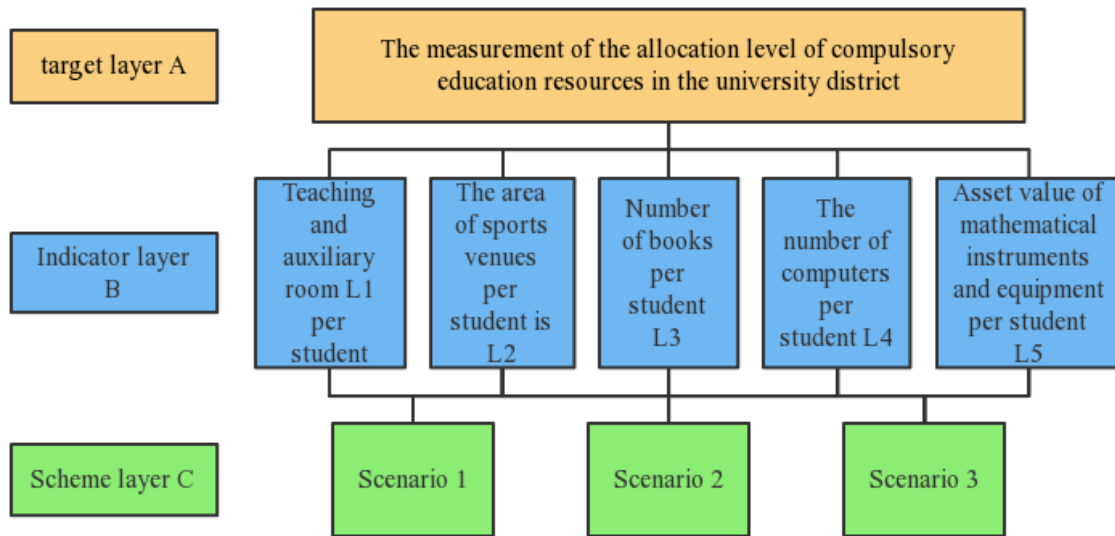 target layer A
The measurement of the allocation level of compulsory
education resources in the university district
Indicator layer
B
Teaching
and
auxiliary
room L1
per
student
The area
of sports
venues
per
student is
L2
Number
of books
per
student
L3
The
number of
computers
per
student L4
Asset value of
mathematical
instruments
and equipment
per student
L5
Scheme layer C
Scenario 1
Scenario 2
Scenario 3